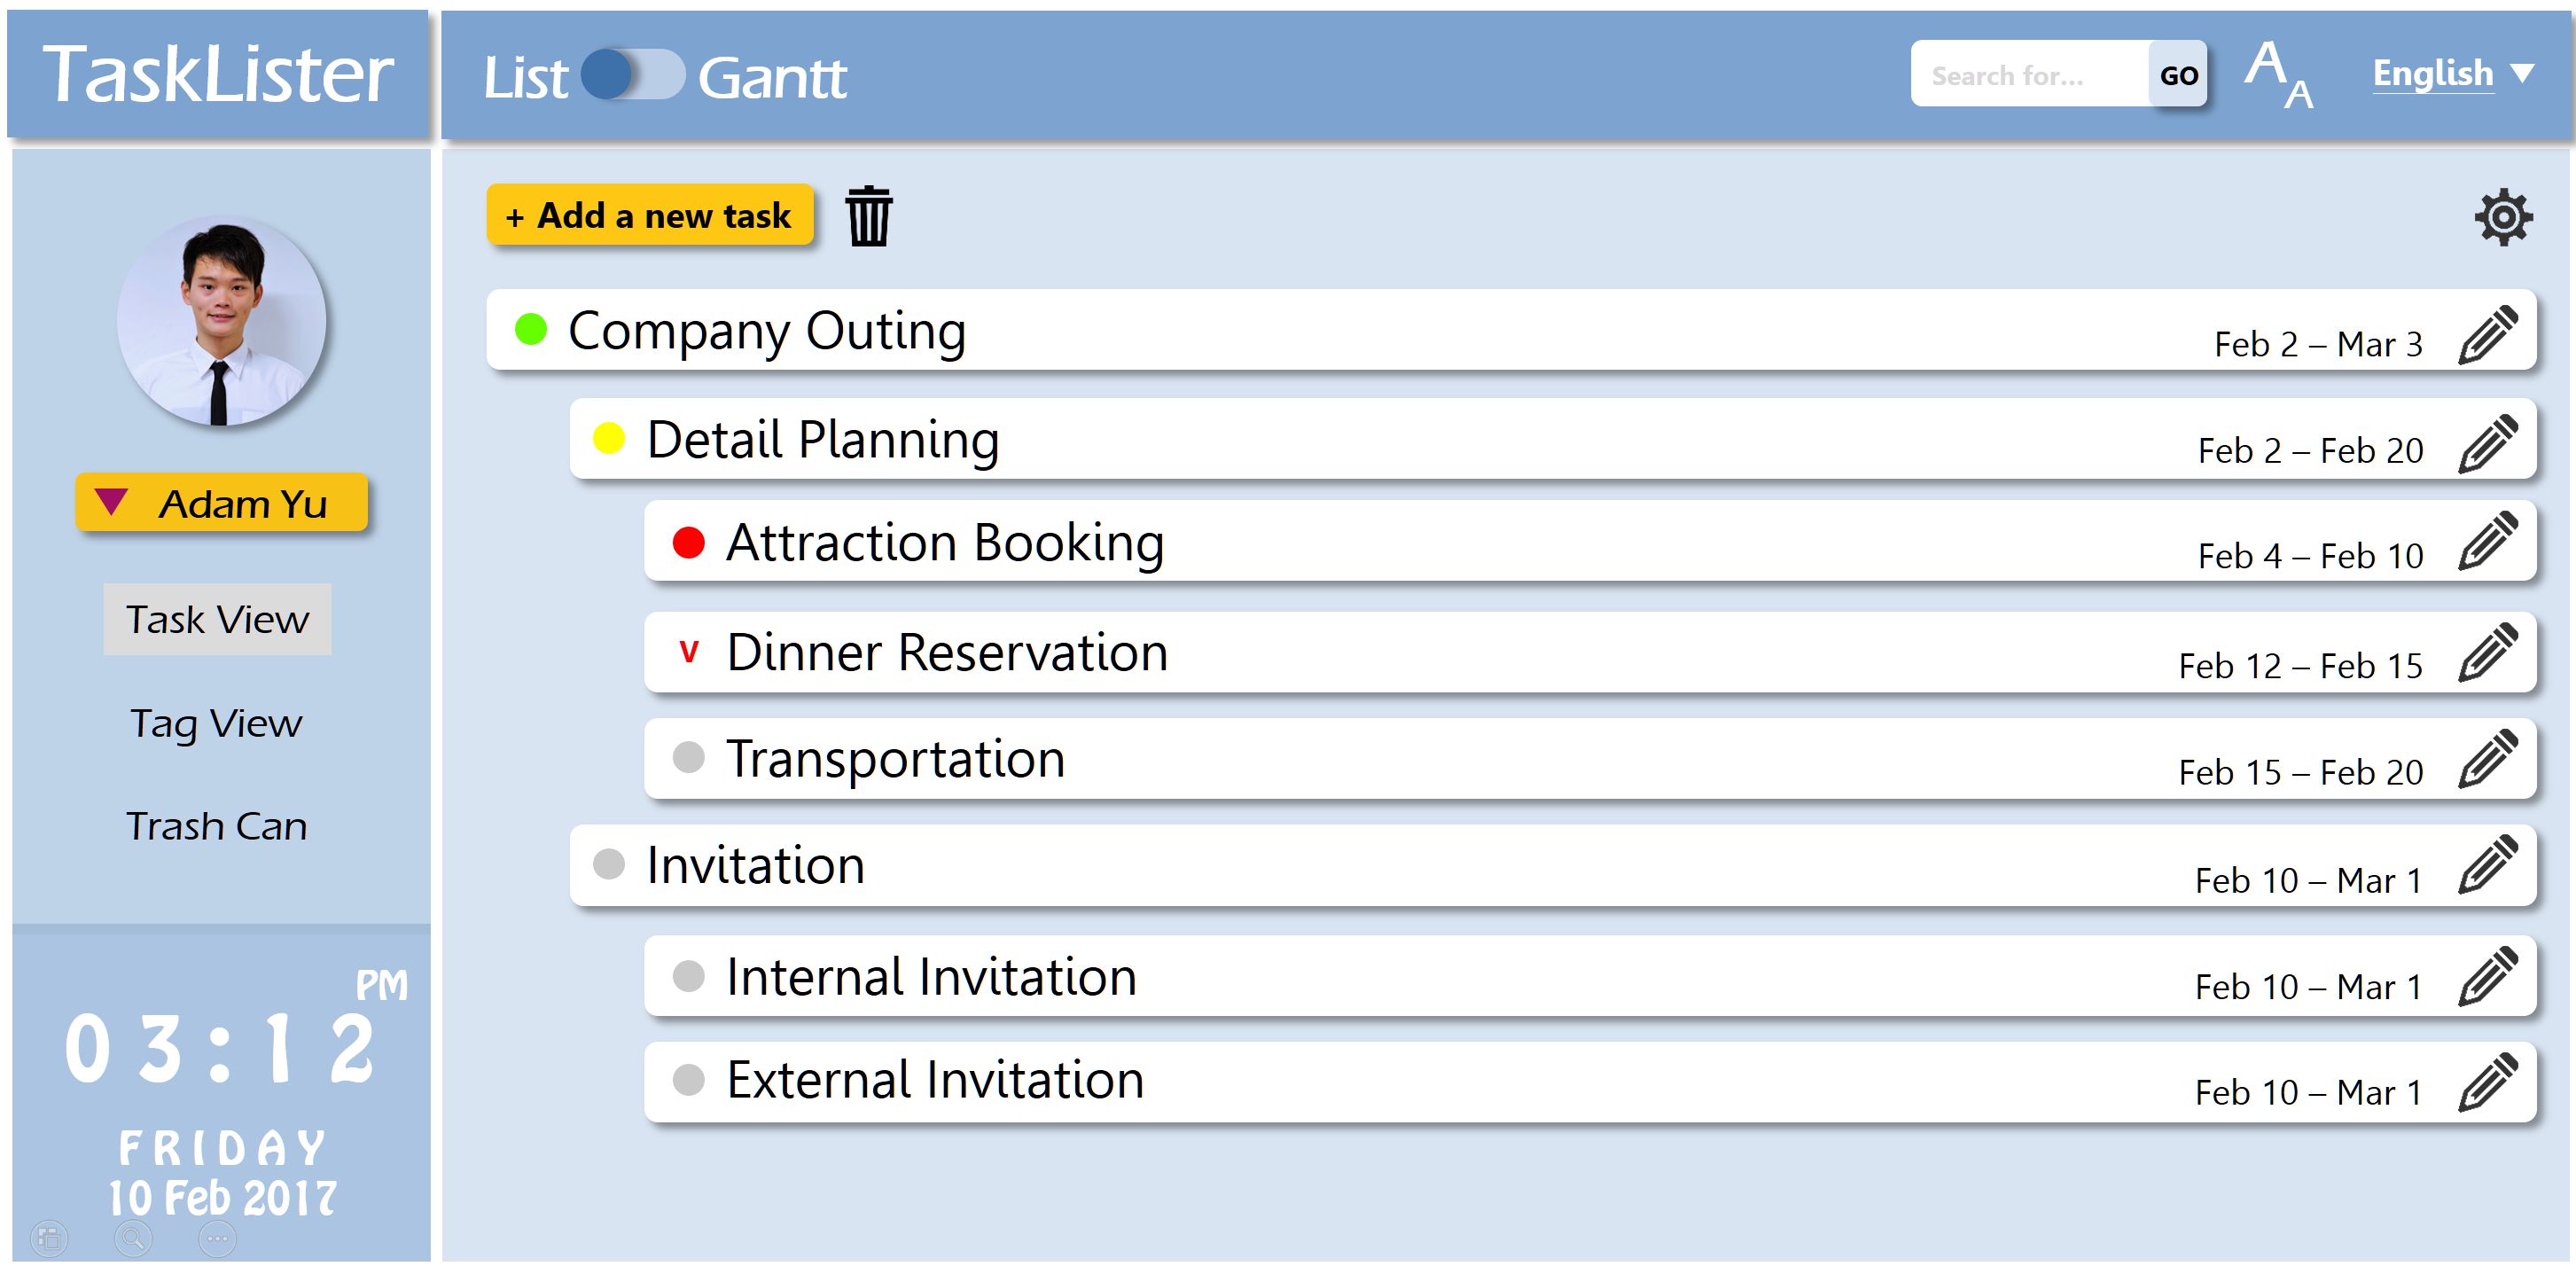 TaskLister
List Gantt
Search for...
GO
A A
English
+ Add a new task
Adam Yu
Task View
Tag View
Trash Can
03:12 PM
FRIDAY
10 Feb 2017
Company Outing Feb 2 – Mar 3
Detail Planning Feb 2 – Feb 20
Attraction Booking Feb 4 – Feb 10
v Dinner Reservation Feb 12 – Feb 15
Transportation Feb 15 – Feb 20
Invitation Feb 10 – Mar 1
Internal Invitation Feb 10 – Mar 1
External Invitation Feb 10 – Mar 1